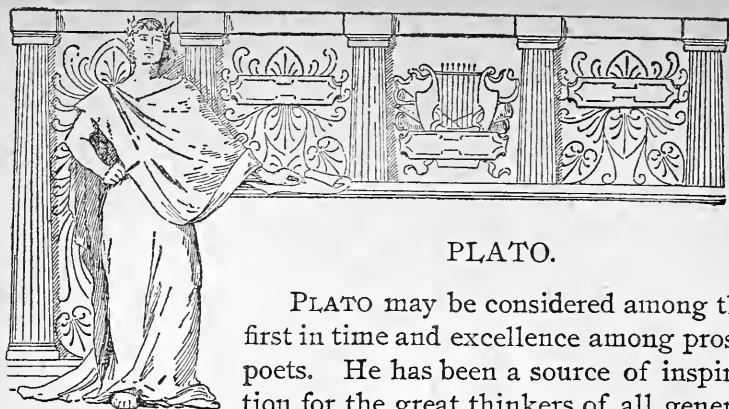 PLATO.
PLATO may be considered among th
first in time and excellence among pros
poets. He has been a source of inspir
tion for the great thinkers of all gener